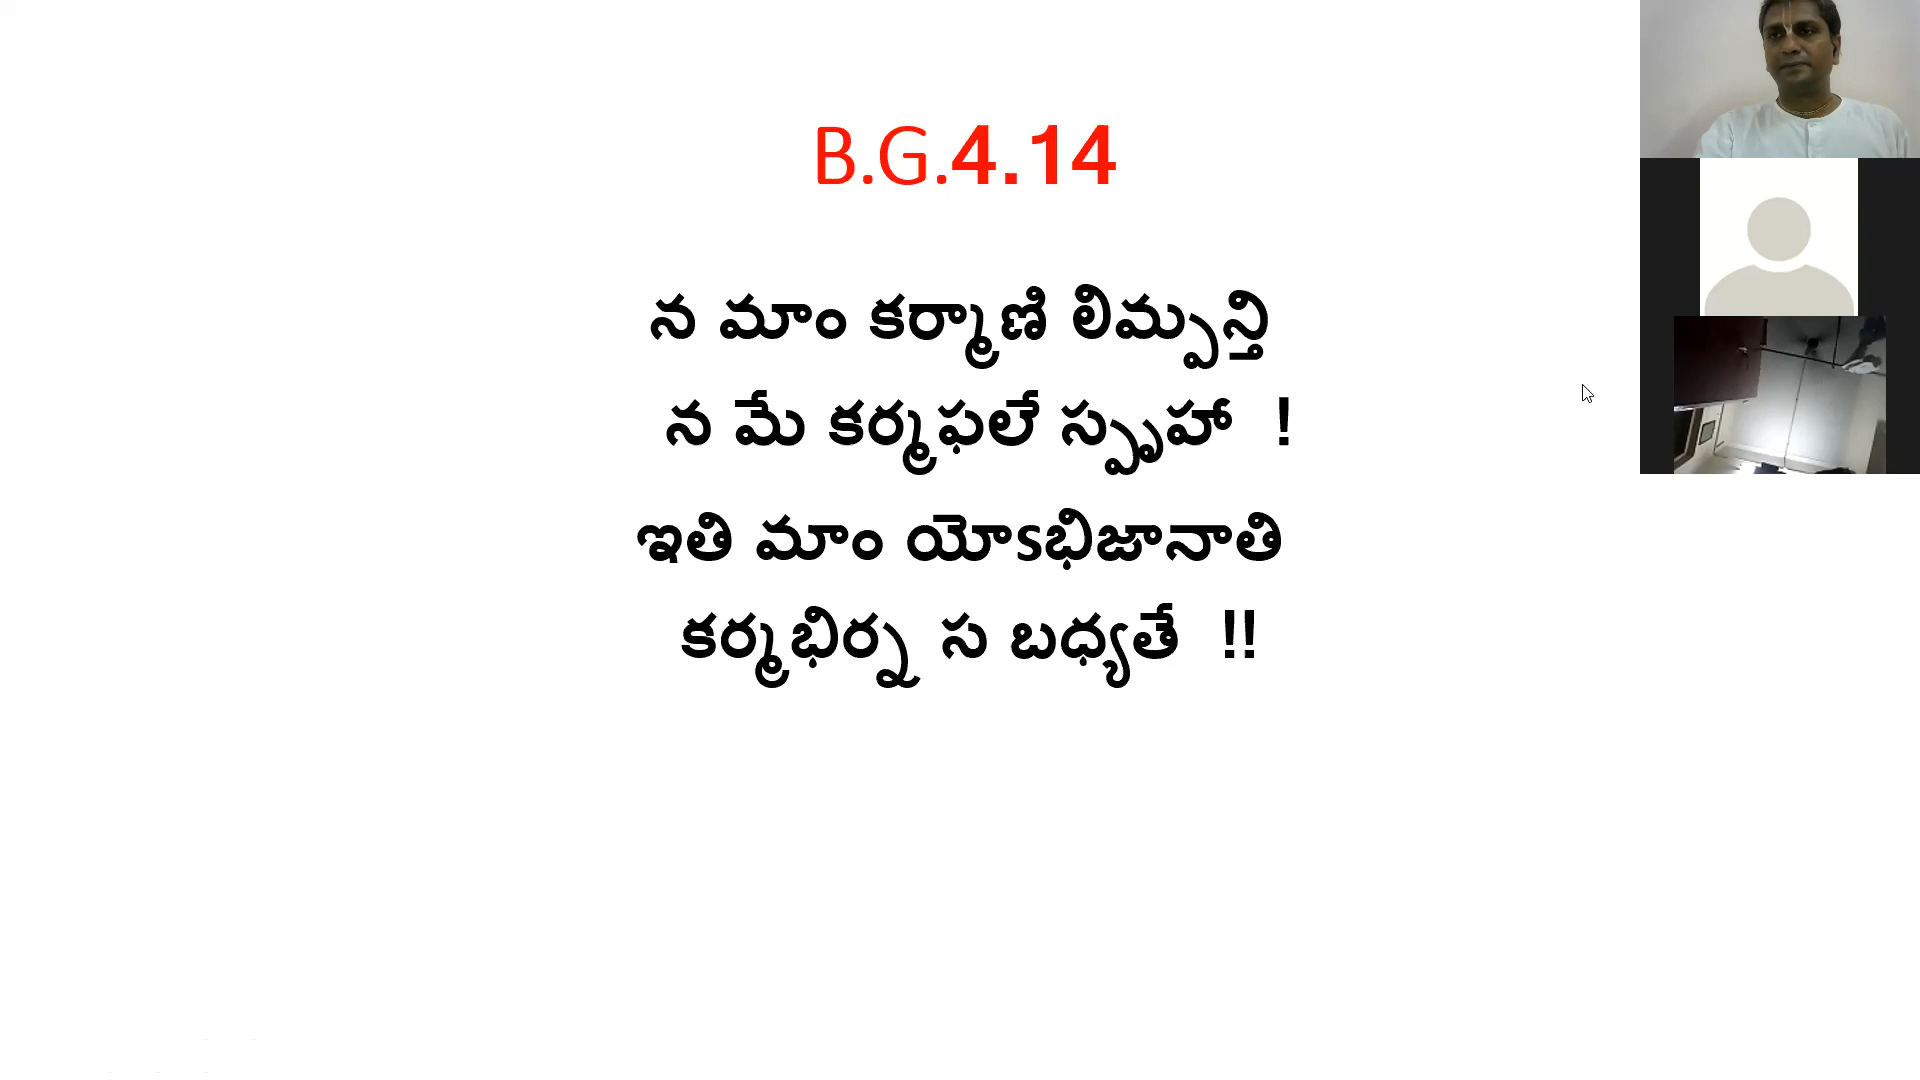 B.G.4.14
న మాం కర్మాణి లిమ్పన్తి
న మే కర్మఫలే స్పృహా !
ఇతి మాం యోఽభిజానాతి
కర్మభిర్న స బధ్యతే !!